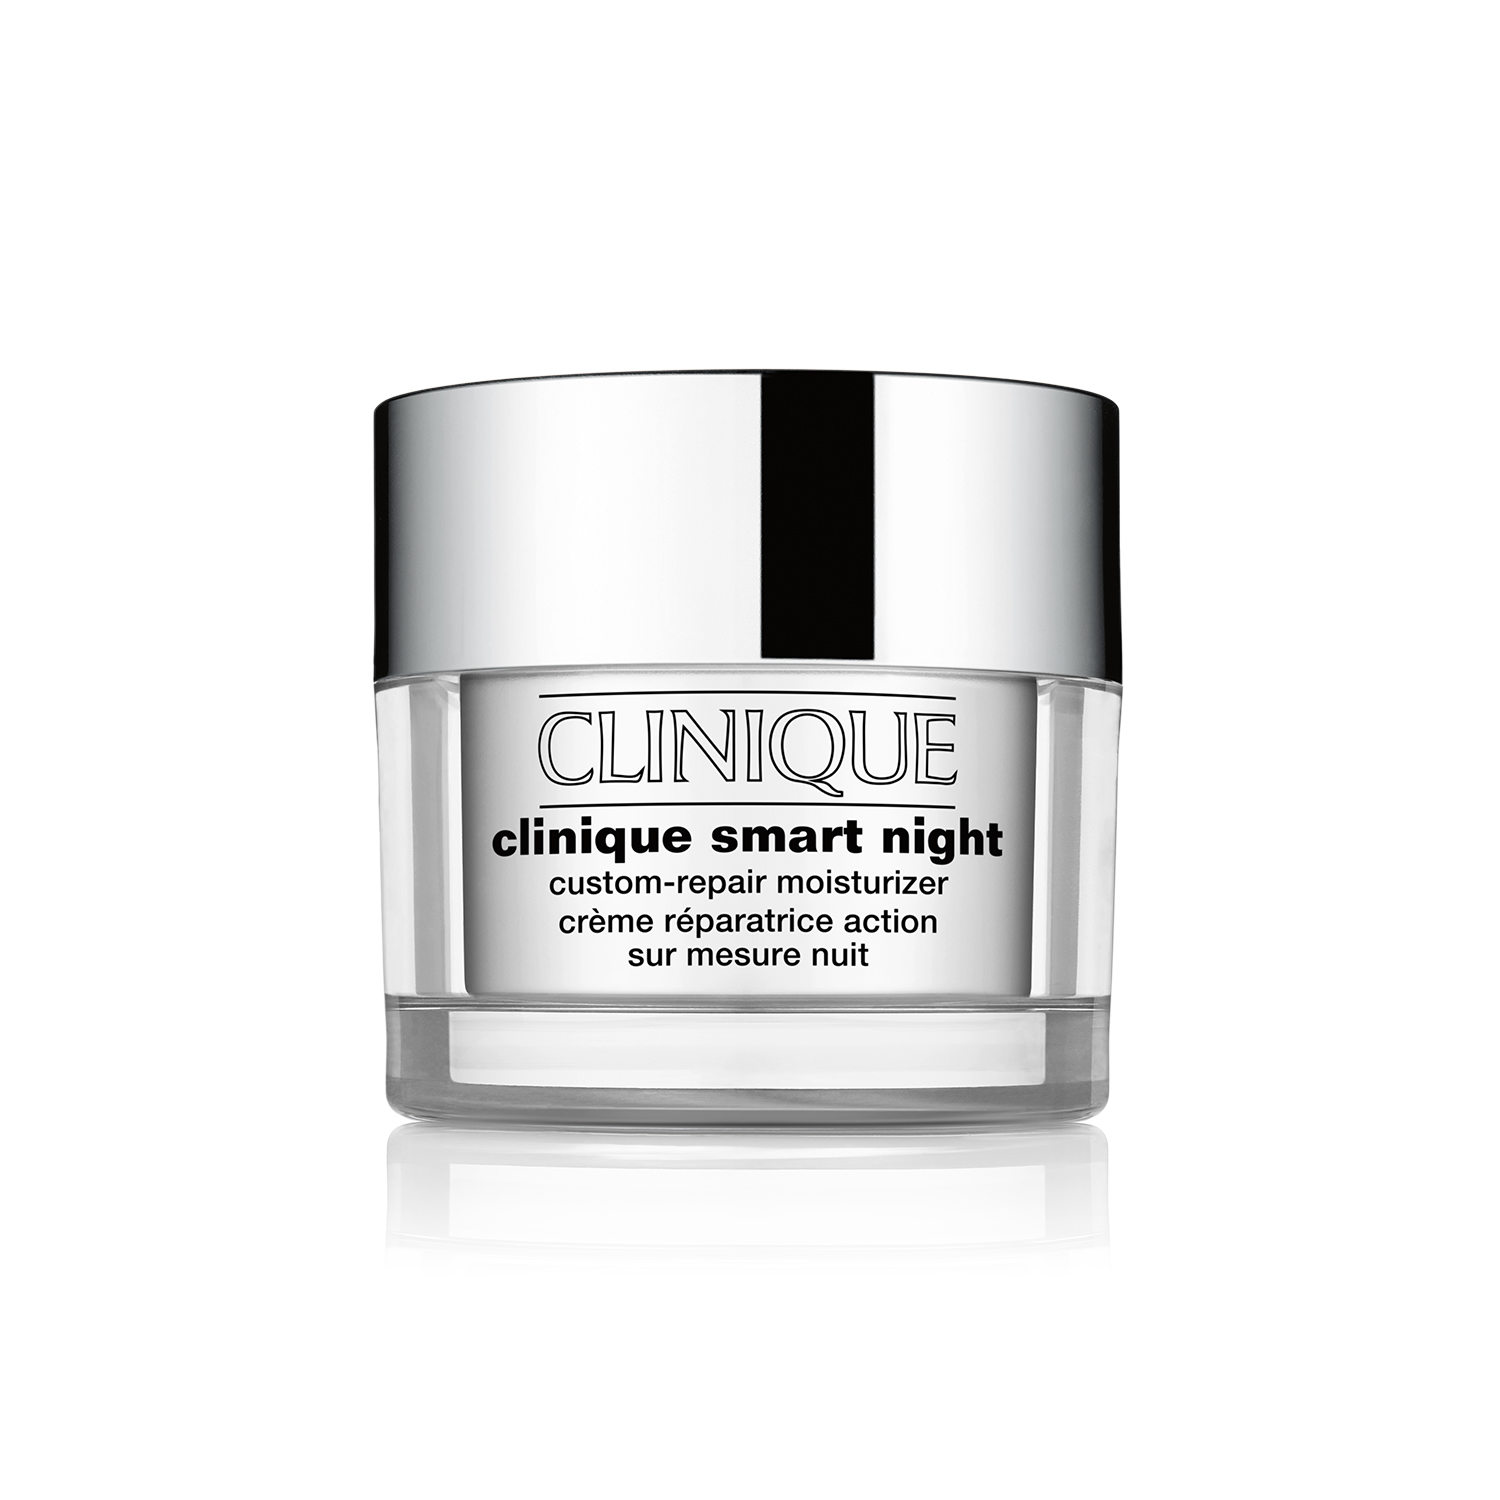 CLINIQUE
clinique smart night
custom-repair moisturizer
crème réparatrice action
sur mesure nuit